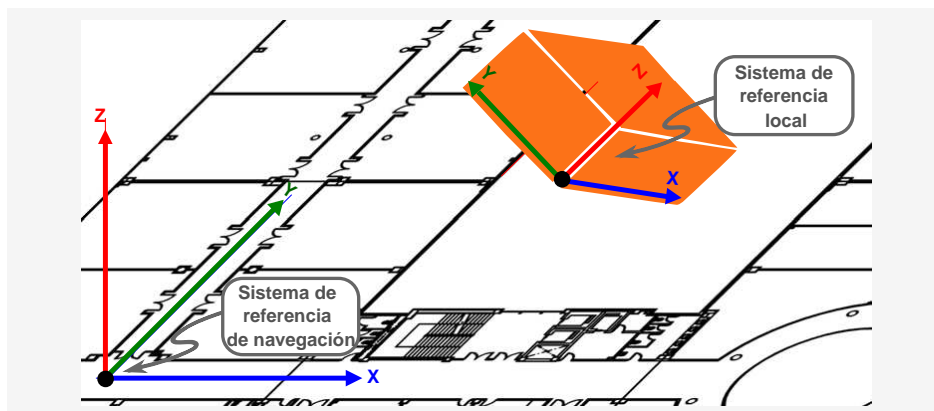 Sistema de
referencia
local
Y
Z
X
Z
Y
Sistema de
referencia
de navegación
X